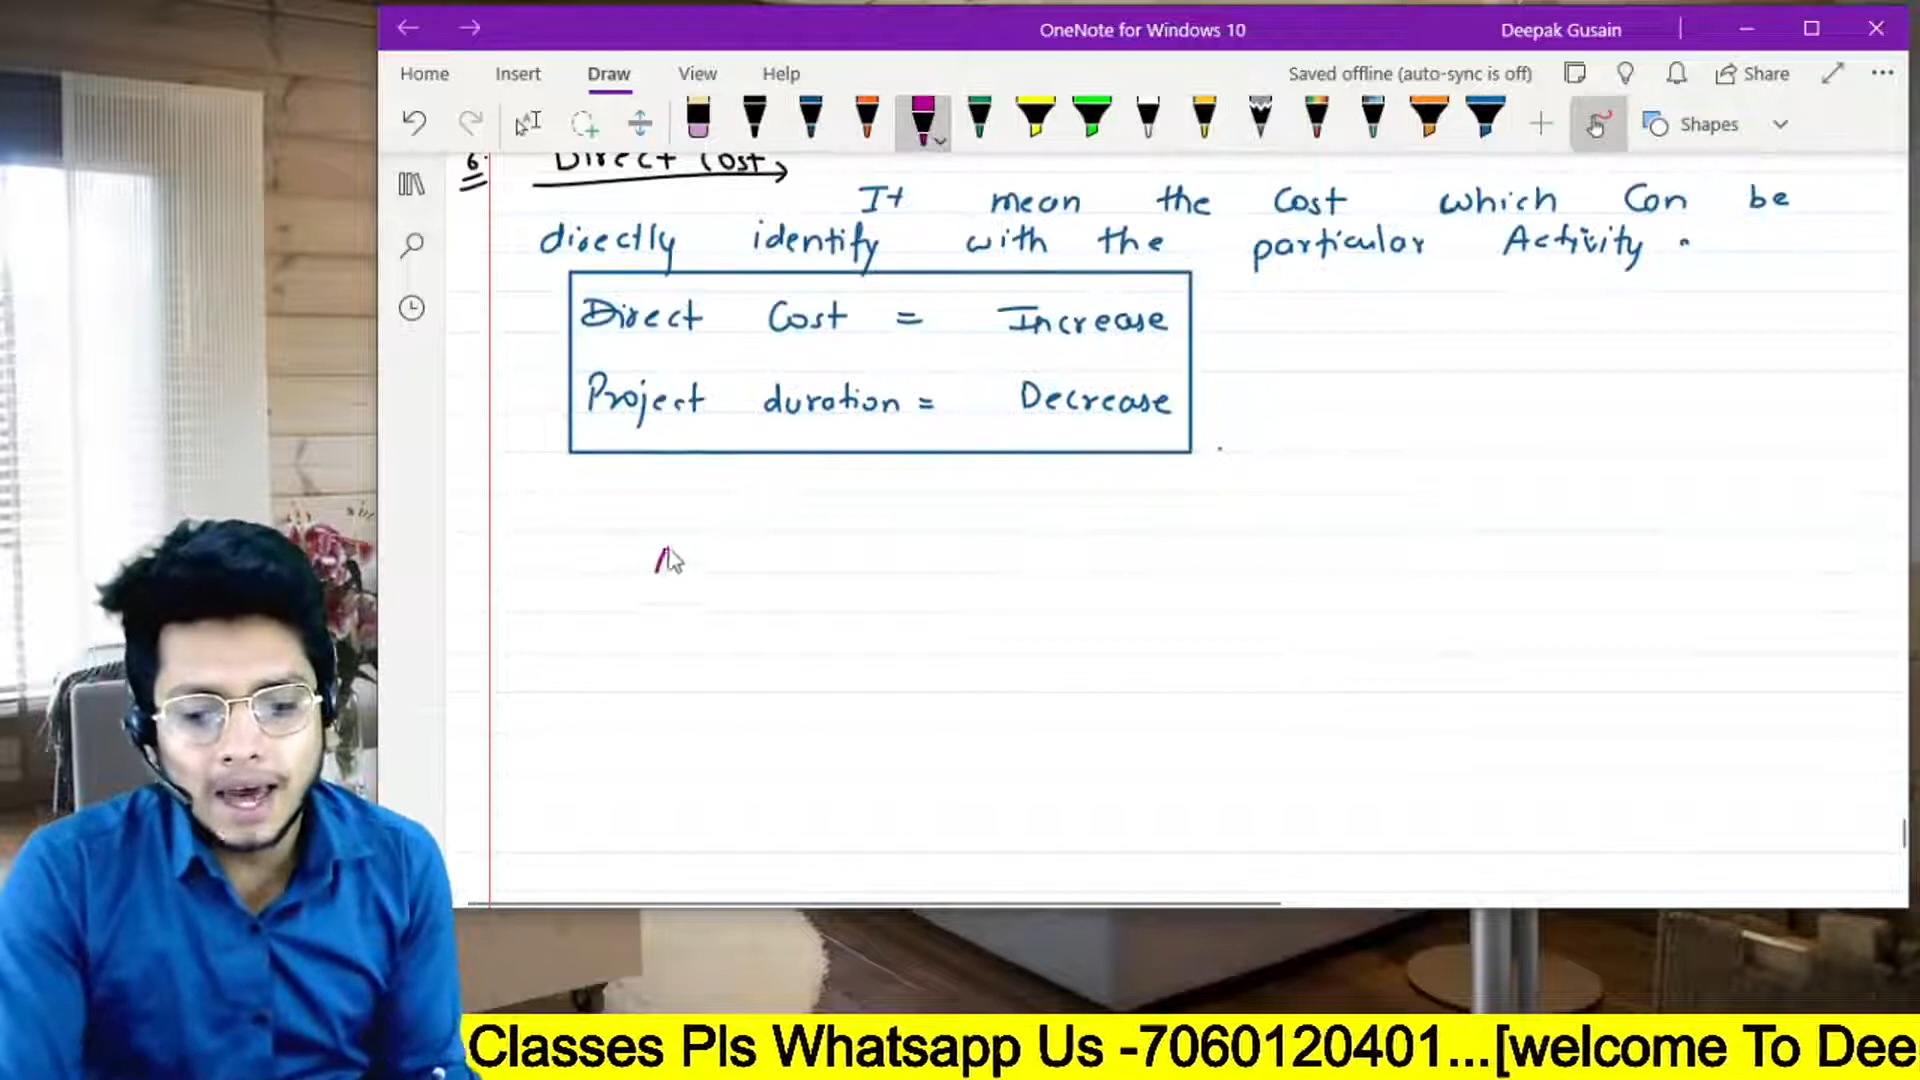 OneNote for Windows 10
Deepak Gusain
Home Insert Draw View Help
Saved offline (auto-sync is off)
Share
Shapes
6. Direct Cost
It mean the Cost which Can be
directly identify with the particular Activity.
Direct Cost = Increase
Project duration = Decrease
Classes Pls Whatsapp Us -7060120401...[welcome To Dee